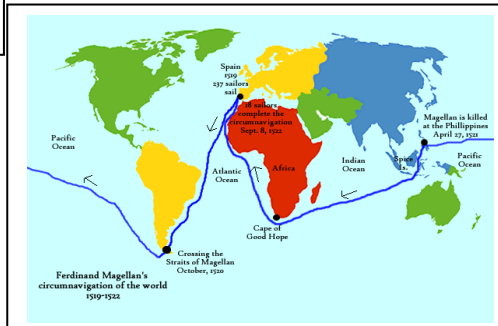 Spain
1519
237 sailors
sail
18 sailors
complete the
circumnavigation
Sept. 8, 1522
Magellan is killed
at the Phillippines
April 27, 1521
Pacific
Ocean
Atlantic
Ocean
Africa
Indian
Ocean
Spice
Is.
Pacific
Ocean
Cape of
Good Hope
Crossing the
Straits of Magellan
October, 1520
Ferdinand Magellan's
circumnavigation of the world
1519-1522